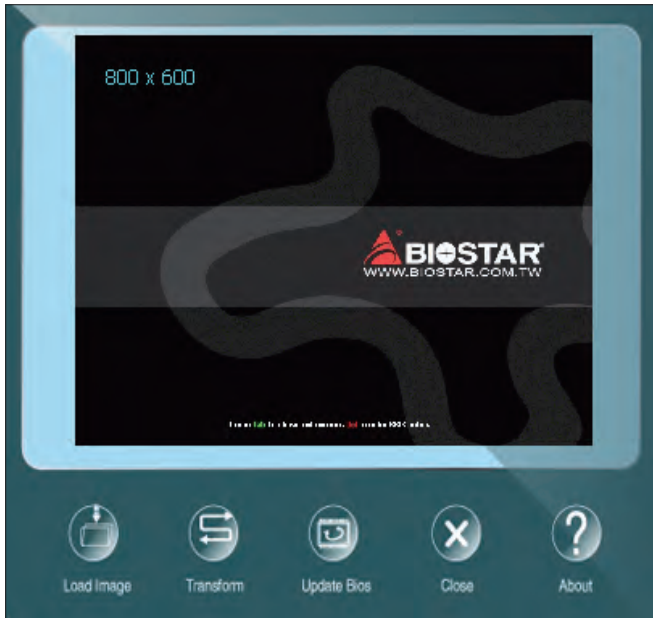 800 x 600
BIOSTAR
WWW.BIOSTAR.COM.TW
Load Image
Transform
Update Bios
Close
About